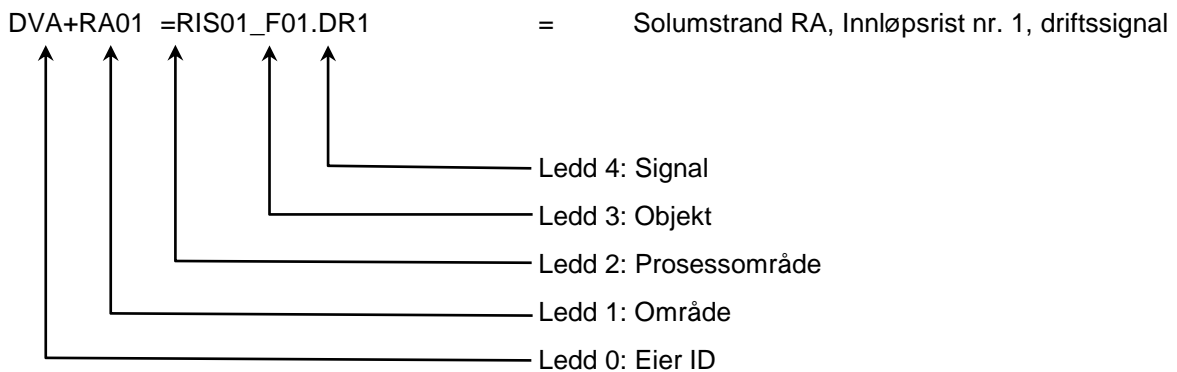 DVA+RA01 =RIS01_F01.DR1 = Solumstrand RA, Innløpsrist nr. 1, driftssignal
Ledd 4: Signal
Ledd 3: Objekt
Ledd 2: Prosessområde
Ledd 1: Område
Ledd 0: Eier ID